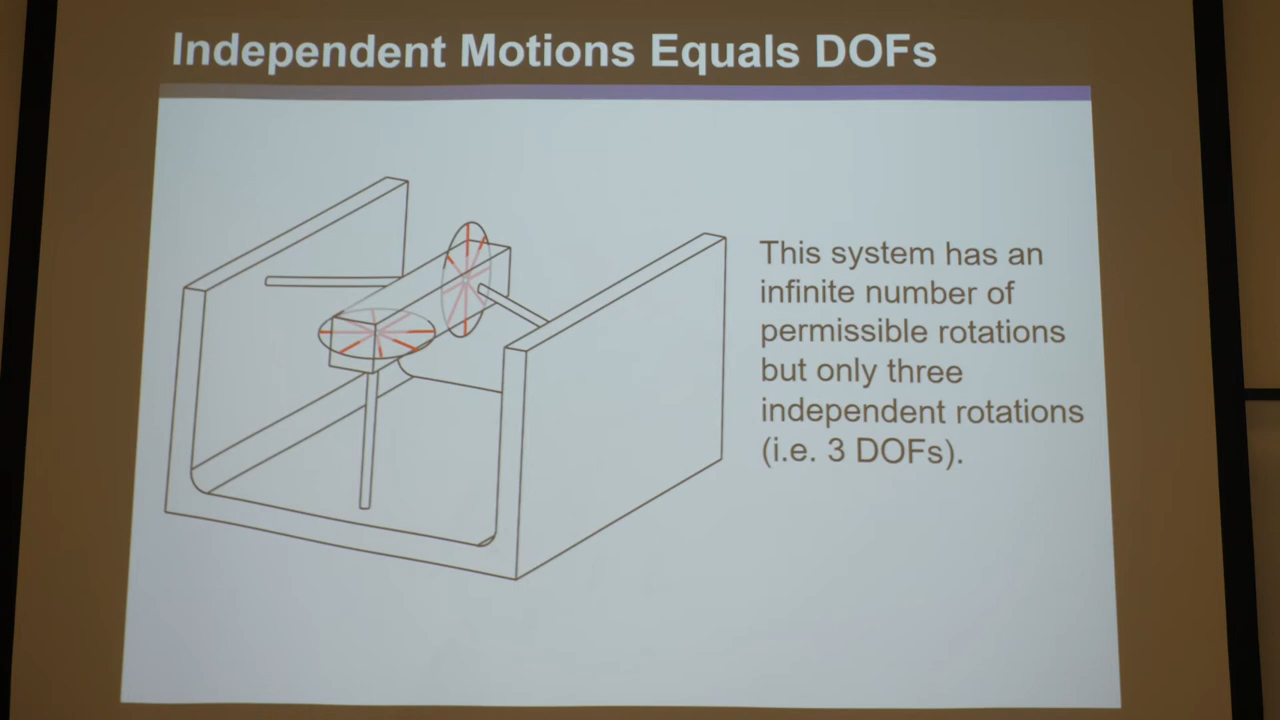 Independent Motions Equals DOFs
This system has an
infinite number of
permissible rotations
but only three
independent rotations
(i.e. 3 DOFs).